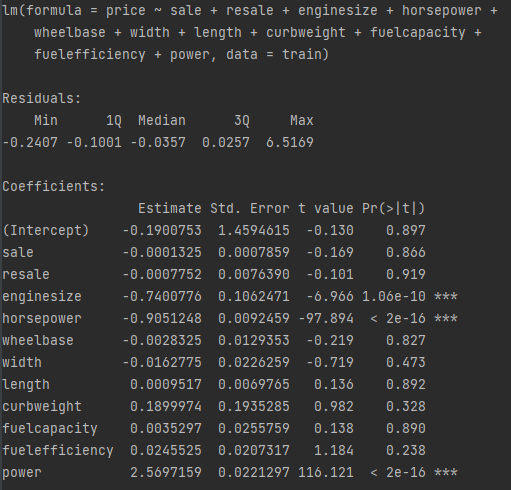 lm(formula = price ~ sale + resale + enginesize + horsepower +
    wheelbase + width + length + curbweight + fuelcapacity +
    fuelefficiency + power, data = train)

Residuals:
    Min      1Q  Median      3Q     Max
-0.2407 -0.1001 -0.0357  0.0257  6.5169

Coefficients:
                 Estimate Std. Error t value Pr(>|t|)
(Intercept)    -0.1900753  1.4594615  -0.130    0.897
sale           -0.0001325  0.0007859  -0.169    0.866
resale         -0.0007752  0.0076390  -0.101    0.919
enginesize     -0.7400776  0.1062471  -6.966 1.06e-10 ***
horsepower     -0.9051248  0.0092459 -97.894  < 2e-16 ***
wheelbase      -0.0028325  0.0129353  -0.219    0.827
width          -0.0162775  0.0226259  -0.719    0.473
length          0.0009517  0.0069765   0.136    0.892
curbweight      0.1899974  0.1935285   0.982    0.328
fuelcapacity    0.0035297  0.0255759   0.138    0.890
fuelefficiency  0.0245525  0.0207317   1.184    0.238
power           2.5697159  0.0221297 116.121  < 2e-16 ***